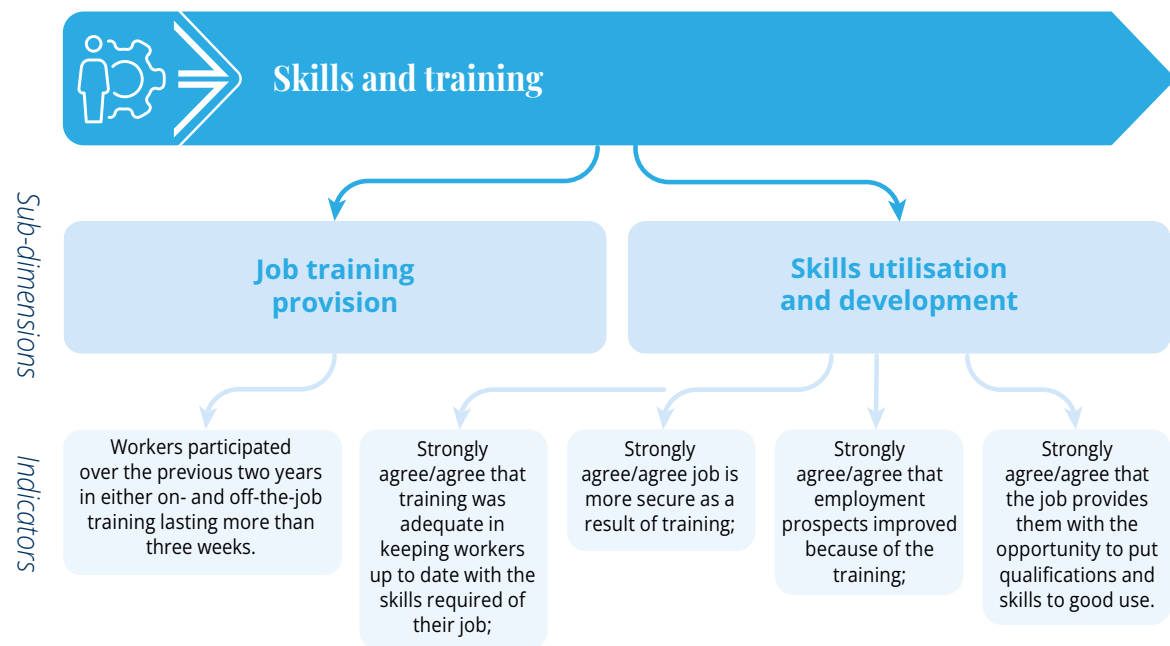 Skills and training
Sub-dimensions
Job training
provision
Skills utilisation
and development
Indicators
Workers participated
over the previous two years
in either on- and off-the-job
training lasting more than
three weeks.
Strongly
agree/agree that
training was
adequate in
keeping workers
up to date with the
skills required of
their job;
Strongly
agree/agree job is
more secure as a
result of training;
Strongly
agree/agree that
employment
prospects improved
because of the
training;
Strongly
agree/agree that
the job provides
them with the
opportunity to put
qualifications and
skills to good use.